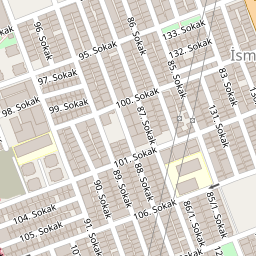 96. Sokak
86. Sokak
133. Sokak
132. Sokak
95. Sokak
İsm
97. Sokak
85. Sokak
83. Sokak
100. Sokak
98. Sokak
99. Sokak
87. Sokak
131. Sokak
101. Sokak
90. Sokak
89. Sokak
88. Sokak
86/1. Sokak
85/1. Sokak
104. Sokak
106. Sokak
105. Sokak
91. Sokak